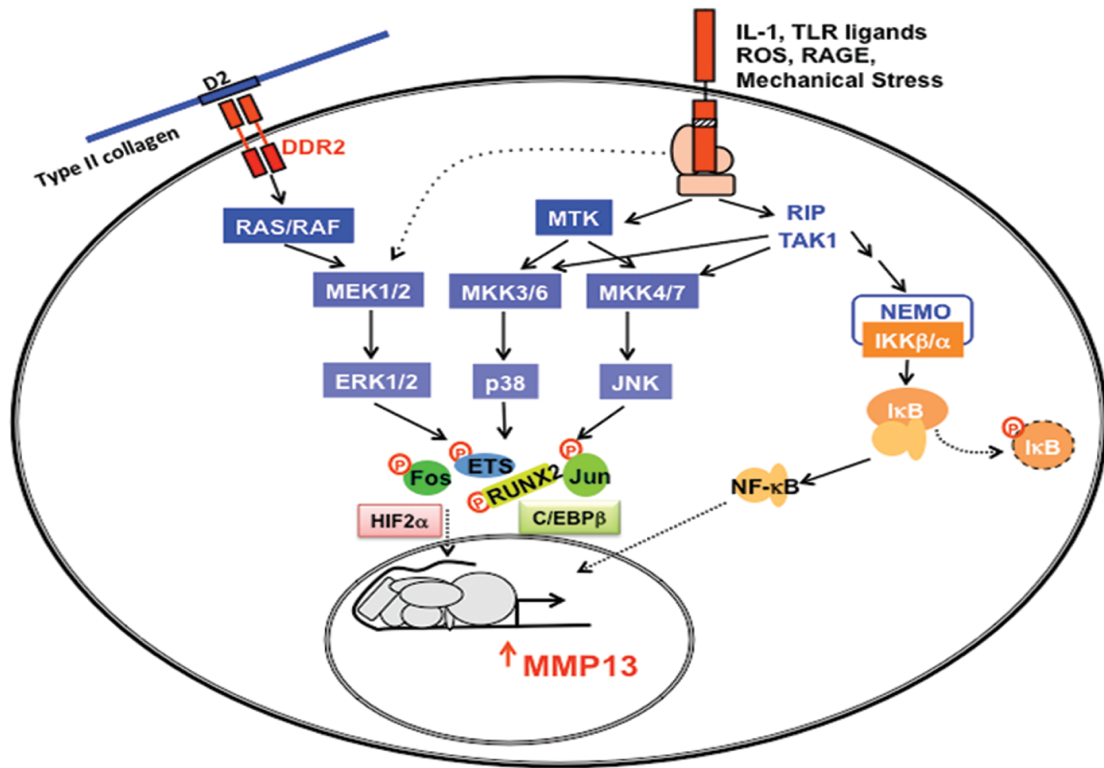 IL-1, TLR ligands
ROS, RAGE,
Mechanical Stress
D2
Type II collagen
DDR2
RAS/RAF
MTK
RIP
TAK1
MEK1/2
MKK3/6
MKK4/7
NEMO
IKKβ/α
ERK1/2
p38
JNK
IκB
P
IκB
P
Fos
P
ETS
P
RUNX2
P
Jun
NF-κB
HIF2α
C/EBPβ
↑ MMP13